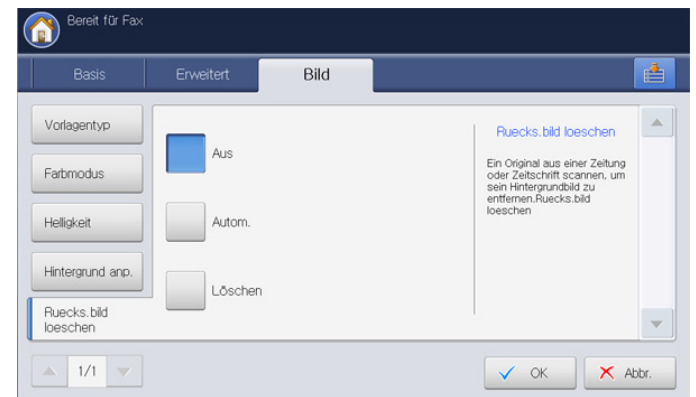 Bereit für Fax
Basis
Erweitert
Bild
Vorlagentyp
Farbmodus
Helligkeit
Hintergrund anp.
Ruecks.bild
loeschen
Aus
Autom.
Löschen
Ruecks.bild loeschen
Ein Original aus einer Zeitung
oder Zeitschrift scannen, um
sein Hintergrundbild zu
entfernen.Ruecks.bild
loeschen
1/1
OK
Abbr.